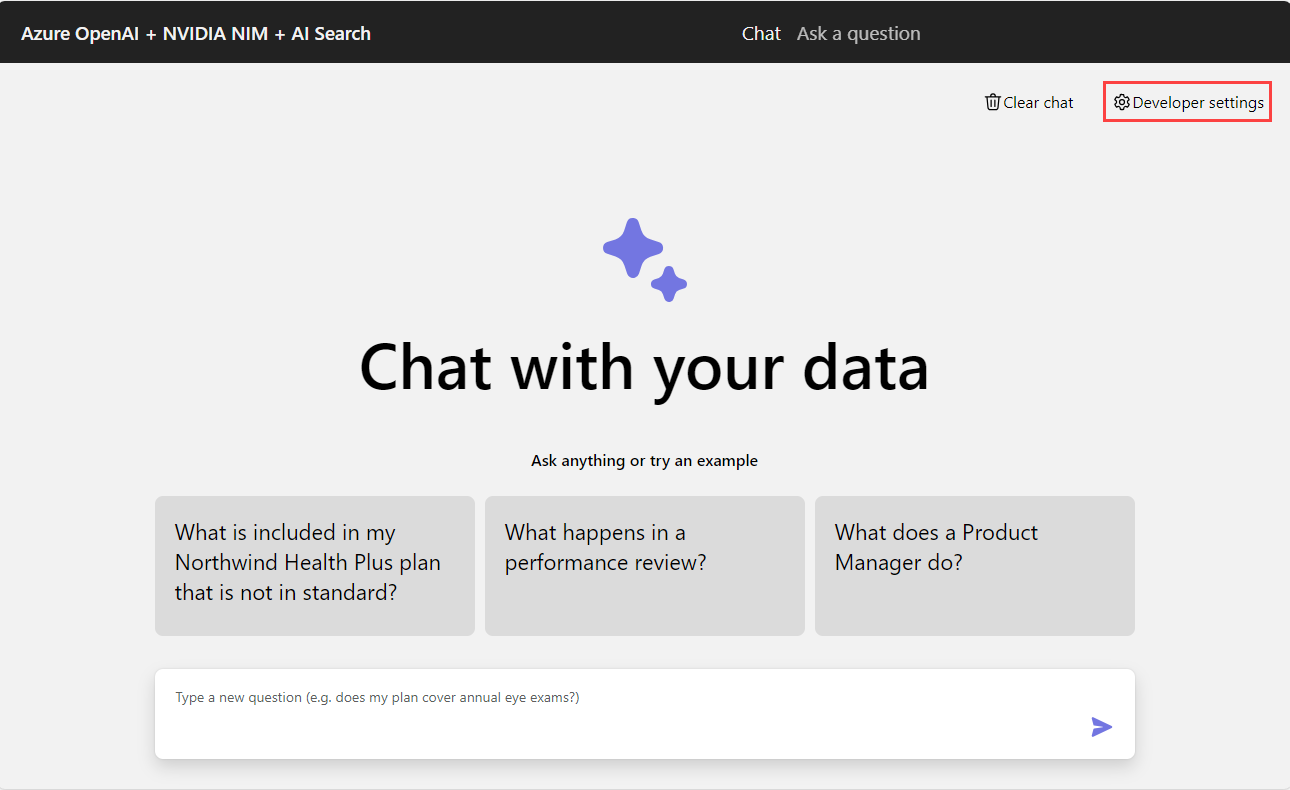 Azure OpenAI + NVIDIA NIM + AI Search
Chat Ask a question
Clear chat
Developer settings
Chat with your data
Ask anything or try an example
What is included in my
Northwind Health Plus plan
that is not in standard?
What happens in a
performance review?
What does a Product
Manager do?
Type a new question (e.g. does my plan cover annual eye exams?)